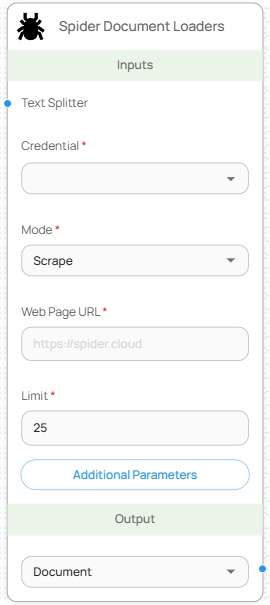 Spider Document Loaders
Inputs
Text Splitter
Credential *
Mode *
Scrape
Web Page URL *
https://spider.cloud
Limit *
25
Additional Parameters
Output
Document